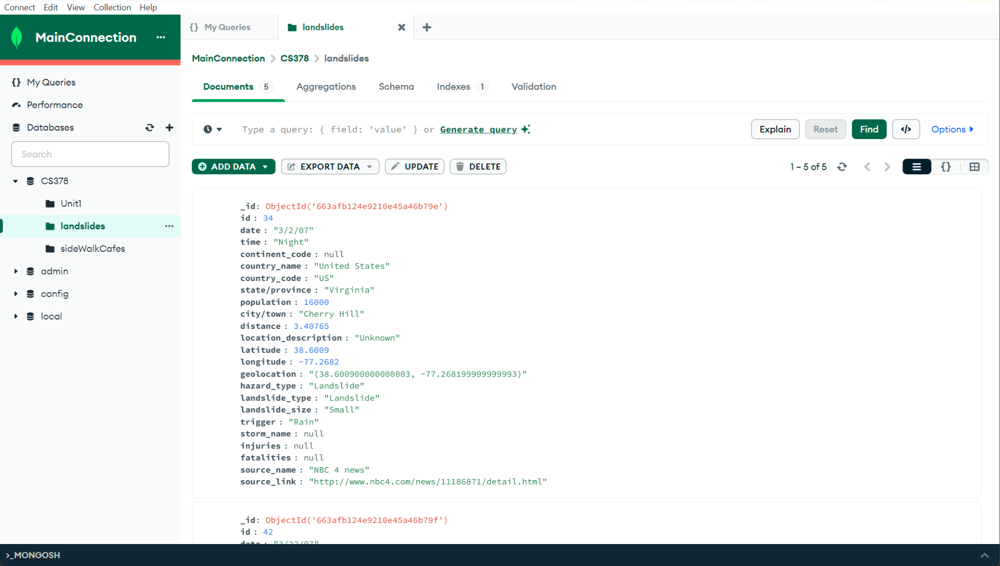 Connect Edit View Collection Help
MainConnection
{} My Queries
landslides
MainConnection > CS378 > landslides
{} My Queries
Performance
Databases
Search
CS378
Unit1
landslides
sideWalkCafes
admin
config
local
Documents 5 Aggregations Schema Indexes 1 Validation
Type a query: { field: 'value' } or Generate query
Explain Reset Find </> Options
ADD DATA EXPORT DATA UPDATE DELETE
1 – 5 of 5 {}
_id: ObjectId('663afb124e9210e45a46b79e')
id : 34
date : "3/2/07"
time : "Night"
continent_code : null
country_name : "United States"
country_code : "US"
state/province : "Virginia"
population : 16000
city/town : "Cherry Hill"
distance : 3.40765
location_description : "Unknown"
latitude : 38.6009
longitude : -77.2682
geolocation : "(38.600900000000003, -77.268199999999993)"
hazard_type : "Landslide"
landslide_type : "Landslide"
landslide_size : "Small"
trigger : "Rain"
storm_name : null
injuries : null
fatalities : null
source_name : "NBC 4 news"
source_link : "http://www.nbc4.com/news/11186871/detail.html"
_id: ObjectId('663afb124e9210e45a46b79f')
id : 42
date : "3/22/07"
>_MONGOSH